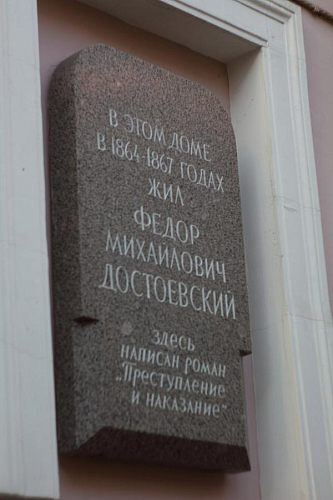 В ЭТОМ ДОМЕ
В 1864-1867 ГОДАХ
ЖИЛ
ФЕДОР
МИХАЙЛОВИЧ
ДОСТОЕВСКИЙ
Здесь
написан роман
„Преступление
и наказание“